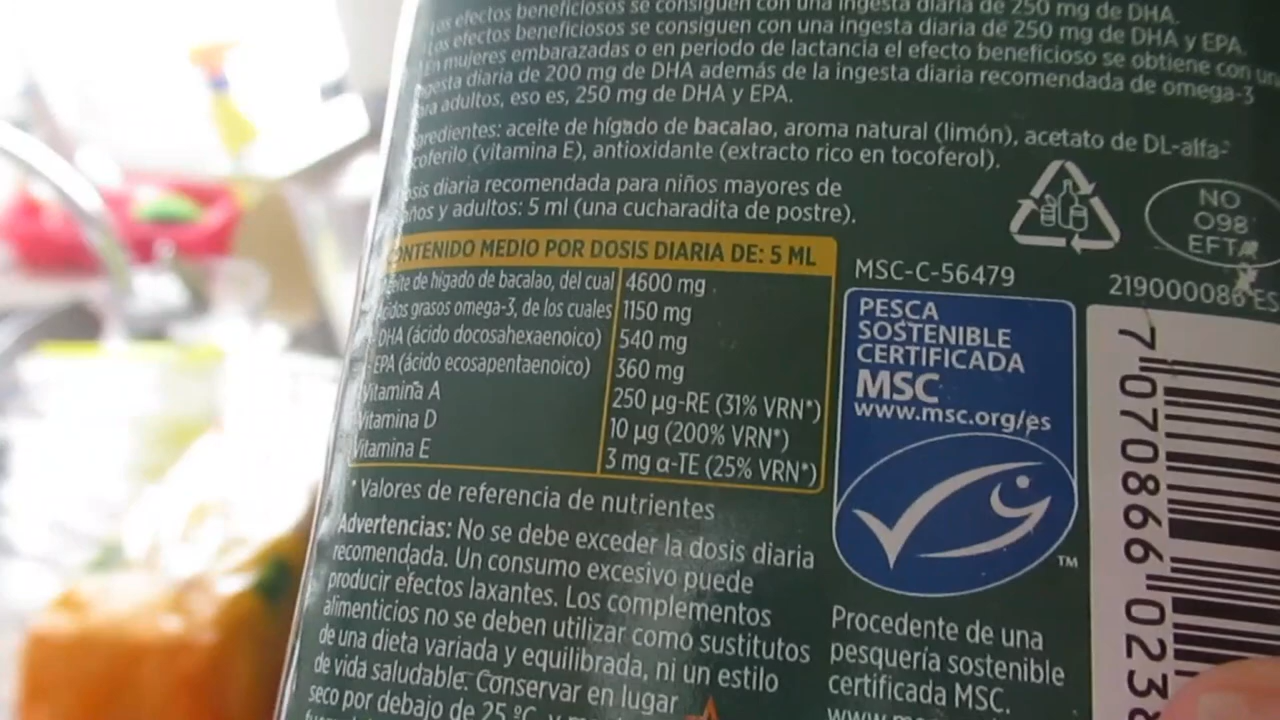 Los efectos beneficiosos se consiguen con una ingesta diaria de 250 mg de DHA.
Los efectos beneficiosos se consiguen con una ingesta diaria de 250 mg de DHA y EPA.
En mujeres embarazadas o en periodo de lactancia el efecto beneficioso se obtiene con un
diaria de 200 mg de DHA además de la ingesta diaria recomendada de omega-3
adultos, eso es, 250 mg de DHA y EPA.
gredientes: aceite de hígado de bacalao, aroma natural (limón), acetato de DL-alfa-
coferilo (vitamina E), antioxidante (extracto rico en tocoferol).
osis diaria recomendada para niños mayores de
años y adultos: 5 ml (una cucharadita de postre).
ONTENIDO MEDIO POR DOSIS DIARIA DE: 5 ML
Aceite de hígado de bacalao, del cual 4600 mg
Ácidos grasos omega-3, de los cuales 1150 mg
DHA (ácido docosahexaenoico) 540 mg
- EPA (ácido ecosapentaenoico) 360 mg
Vitamina A 250 µg-RE (31% VRN*)
Vitamina D 10 µg (200% VRN*)
Vitamina E 3 mg α-TE (25% VRN*)
* Valores de referencia de nutrientes
Advertencias: No se debe exceder la dosis diaria
recomendada. Un consumo excesivo puede
producir efectos laxantes. Los complementos
alimenticios no se deben utilizar como sustitutos
de una dieta variada y equilibrada, ni un estilo
de vida saludable. Conservar en lugar
seco por debajo de 25 ºC, y
NO
098
EFTA
MSC-C-56479
219000086 ES
PESCA
SOSTENIBLE
CERTIFICADA
MSC
www.msc.org/es
TM
Procedente de una
pesquería sostenible
certificada MSC.
7 070866 0238